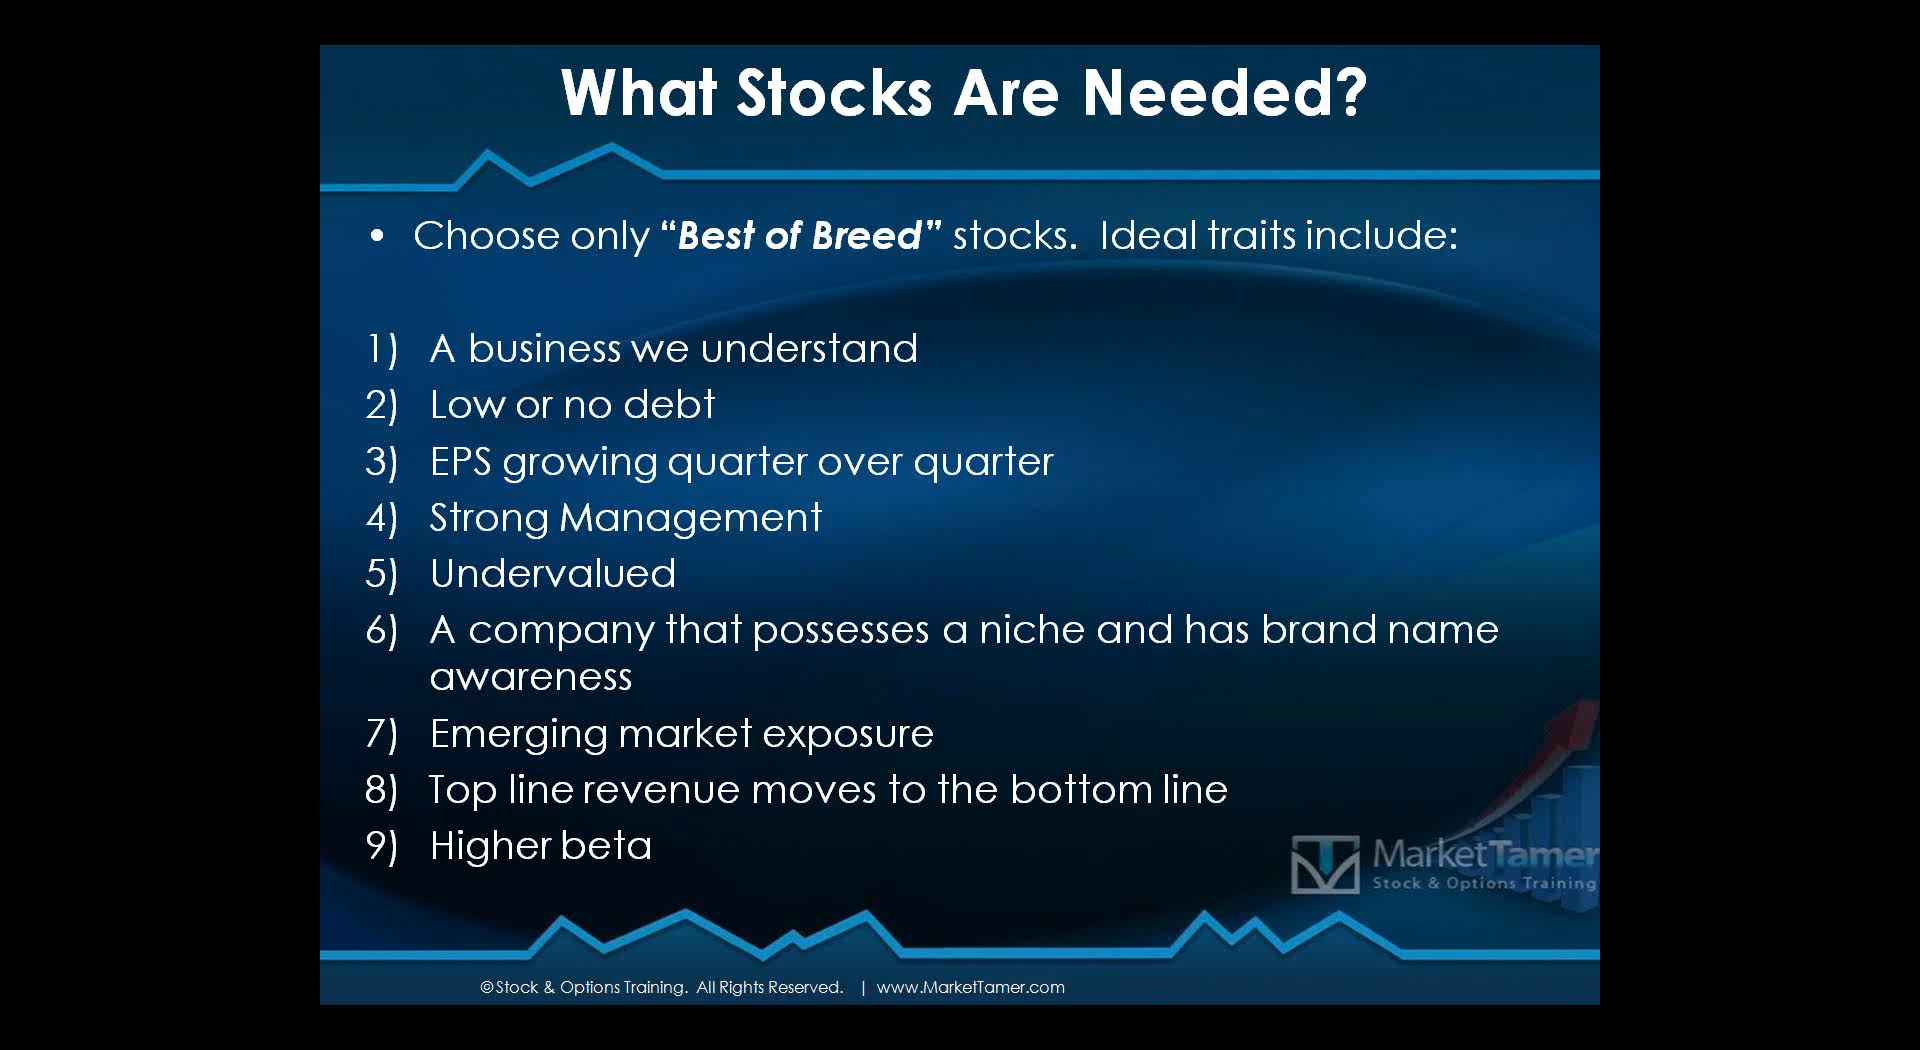 What Stocks Are Needed?
• Choose only “Best of Breed” stocks.  Ideal traits include:
1) A business we understand
2) Low or no debt
3) EPS growing quarter over quarter
4) Strong Management
5) Undervalued
6) A company that possesses a niche and has brand name
awareness
7) Emerging market exposure
8) Top line revenue moves to the bottom line
9) Higher beta
MarketTamer
Stock & Options Training
©Stock & Options Training.  All Rights Reserved.   |  www.MarketTamer.com